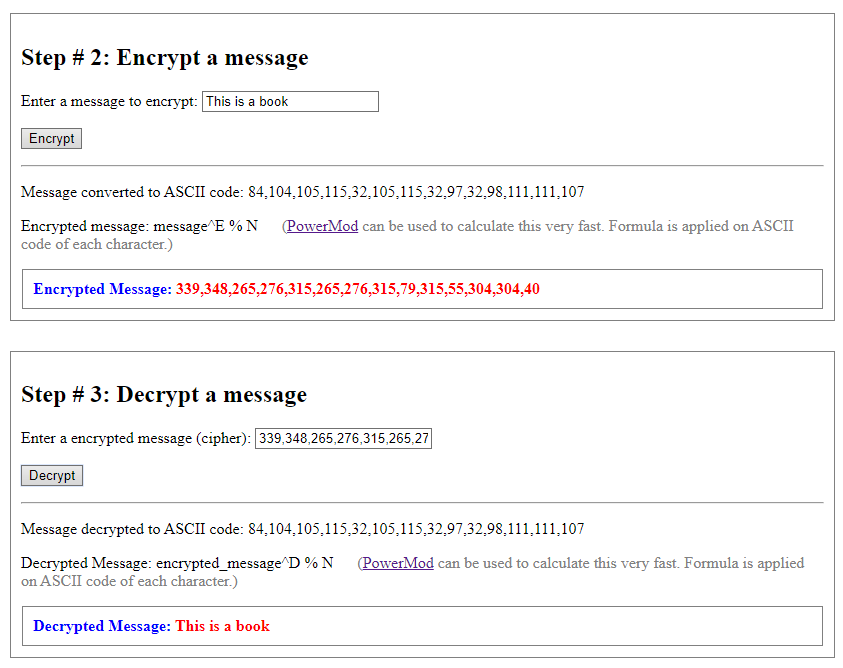 Step # 2: Encrypt a message
Enter a message to encrypt: This is a book
Encrypt
Message converted to ASCII code: 84,104,105,115,32,105,115,32,97,32,98,111,111,107
Encrypted message: message^E % N (PowerMod can be used to calculate this very fast. Formula is applied on ASCII
code of each character.)
Encrypted Message: 339,348,265,276,315,265,276,315,79,315,55,304,304,40
Step # 3: Decrypt a message
Enter a encrypted message (cipher): 339,348,265,276,315,265,27
Decrypt
Message decrypted to ASCII code: 84,104,105,115,32,105,115,32,97,32,98,111,111,107
Decrypted Message: encrypted_message^D % N (PowerMod can be used to calculate this very fast. Formula is applied
on ASCII code of each character.)
Decrypted Message: This is a book